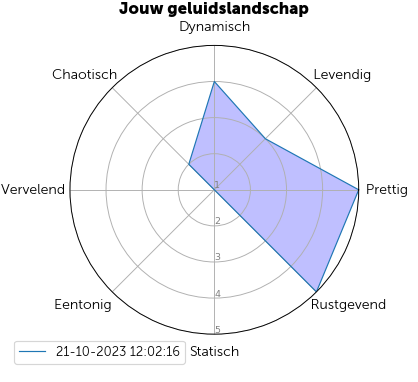 Jouw geluidslandschap
Dynamisch
Chaotisch
Levendig
Vervelend
1
Prettig
2
3
4
Eentonig
Rustgevend
5
21-10-2023 12:02:16
Statisch